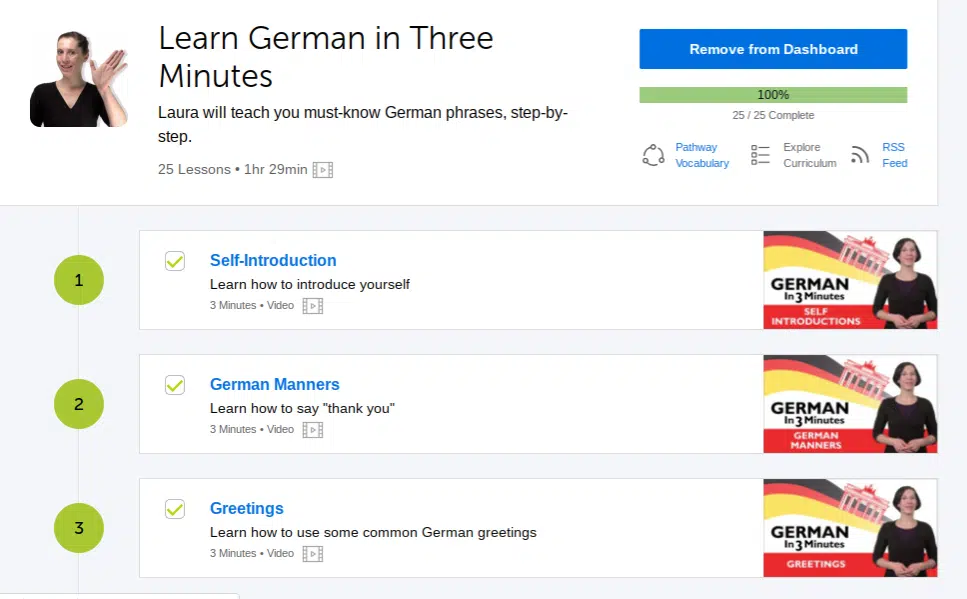 Learn German in Three
Minutes
Laura will teach you must-know German phrases, step-by-
step.
25 Lessons • 1hr 29min
Remove from Dashboard
100%
25 / 25 Complete
Pathway
Vocabulary
Explore
Curriculum
RSS
Feed
1
Self-Introduction
Learn how to introduce yourself
3 Minutes • Video
GERMAN
In 3 Minutes
SELF
INTRODUCTIONS
2
German Manners
Learn how to say "thank you"
3 Minutes • Video
GERMAN
In 3 Minutes
GERMAN
MANNERS
3
Greetings
Learn how to use some common German greetings
3 Minutes • Video
GERMAN
In 3 Minutes
GREETINGS